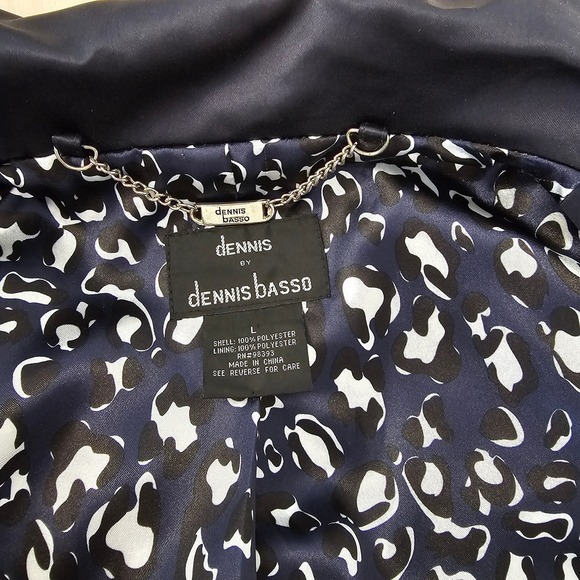 dENNIS
basso
dENNIS
BY
dENNIS basso
L
SHELL: 100% POLYESTER
LINING: 100% POLYESTER
RN#98393
MADE IN CHINA
SEE REVERSE FOR CARE